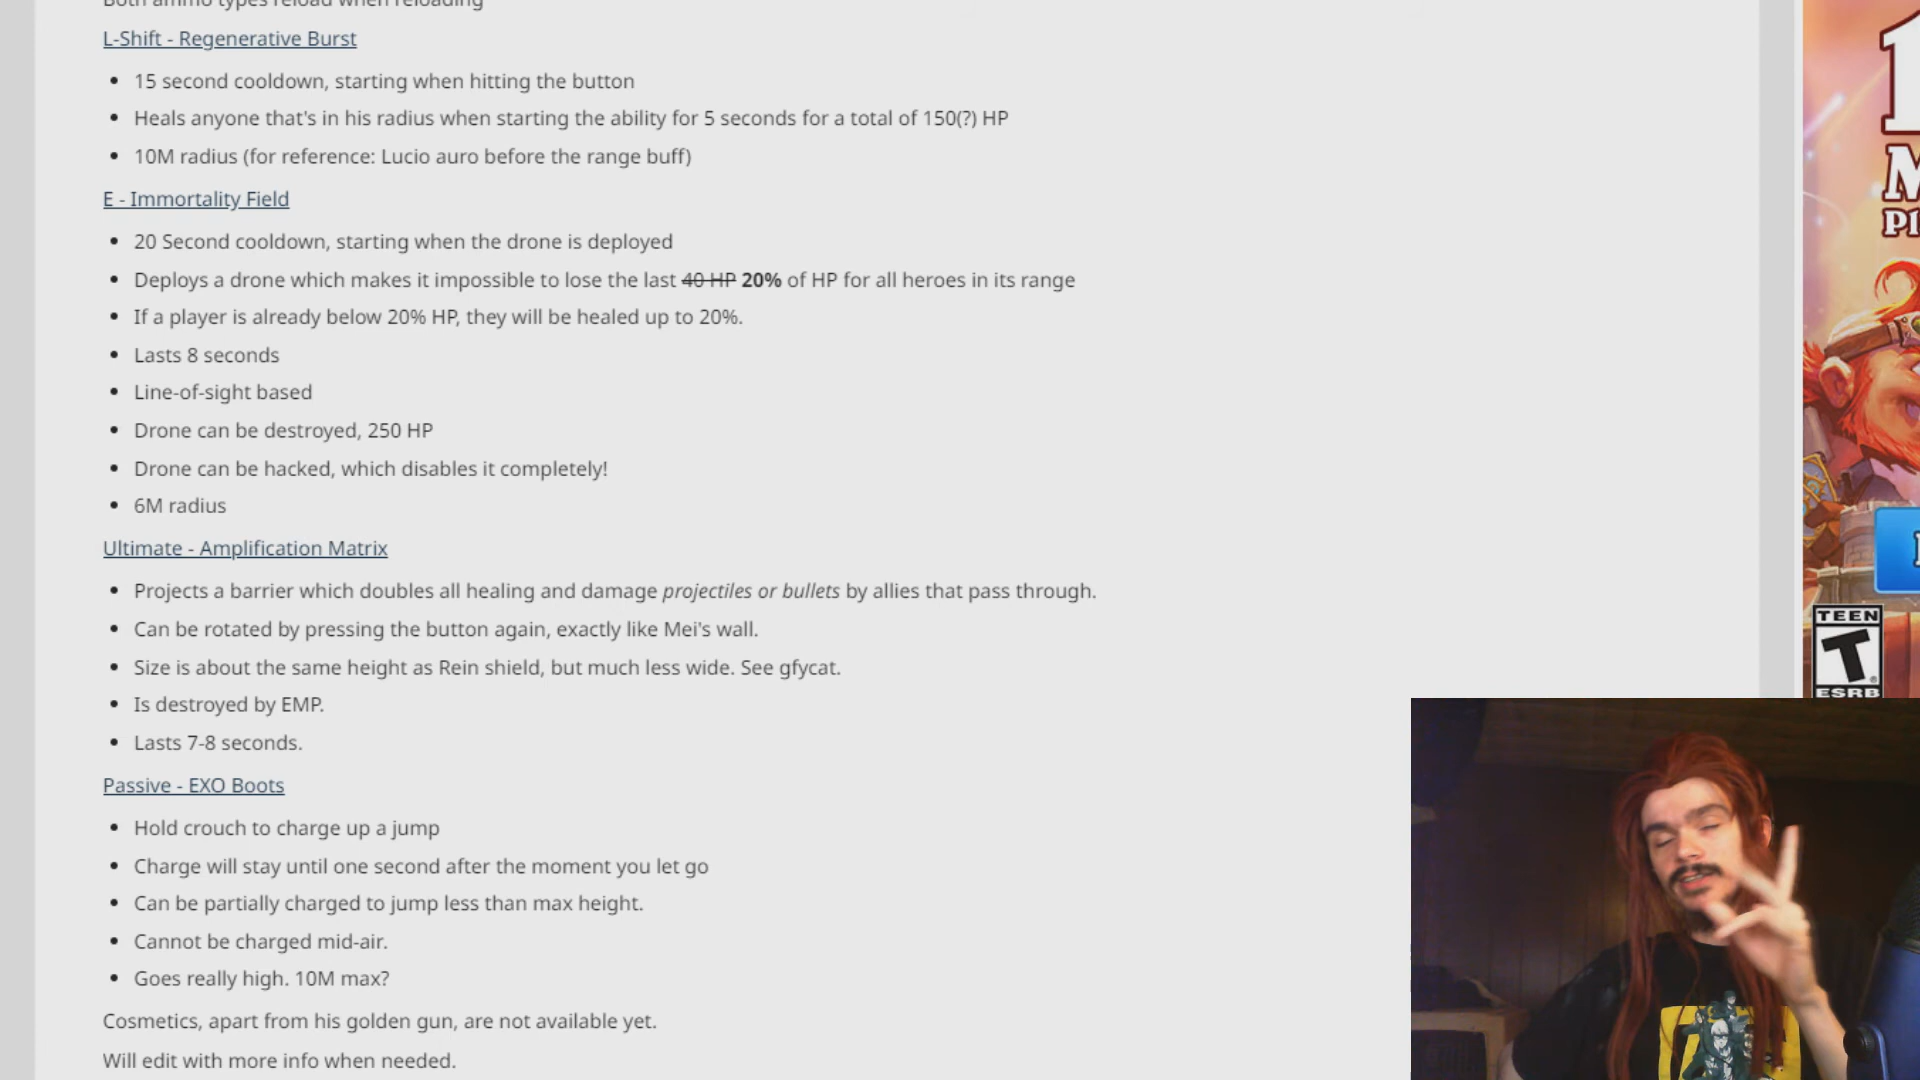 Both ammo types reload when reloading
L-Shift - Regenerative Burst
15 second cooldown, starting when hitting the button
Heals anyone that's in his radius when starting the ability for 5 seconds for a total of 150(?) HP
10M radius (for reference: Lucio auro before the range buff)
E - Immortality Field
20 Second cooldown, starting when the drone is deployed
Deploys a drone which makes it impossible to lose the last 40 HP 20% of HP for all heroes in its range
If a player is already below 20% HP, they will be healed up to 20%.
Lasts 8 seconds
Line-of-sight based
Drone can be destroyed, 250 HP
Drone can be hacked, which disables it completely!
6M radius
Ultimate - Amplification Matrix
Projects a barrier which doubles all healing and damage projectiles or bullets by allies that pass through.
Can be rotated by pressing the button again, exactly like Mei's wall.
Size is about the same height as Rein shield, but much less wide. See gfycat.
Is destroyed by EMP.
Lasts 7-8 seconds.
Passive - EXO Boots
Hold crouch to charge up a jump
Charge will stay until one second after the moment you let go
Can be partially charged to jump less than max height.
Cannot be charged mid-air.
Goes really high. 10M max?
Cosmetics, apart from his golden gun, are not available yet.
Will edit with more info when needed.
TEEN
T
ESRB